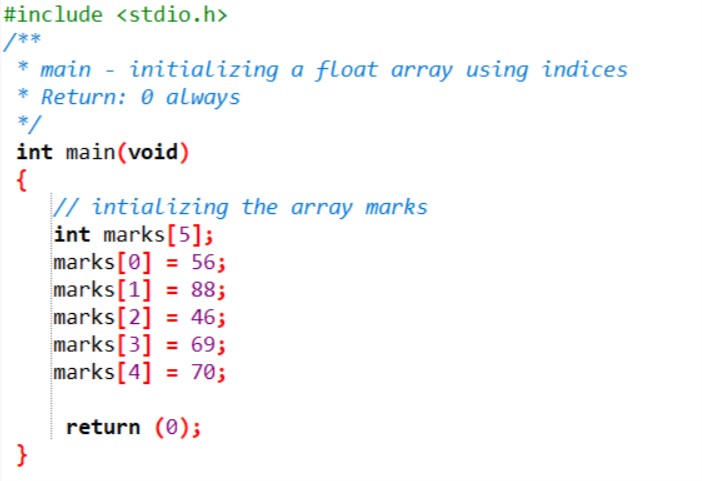 #include <stdio.h>
/**
 * main - initializing a float array using indices
 * Return: 0 always
 */
int main(void)
{
// intializing the array marks
int marks[5];
marks[0] = 56;
marks[1] = 88;
marks[2] = 46;
marks[3] = 69;
marks[4] = 70;
return (0);
}